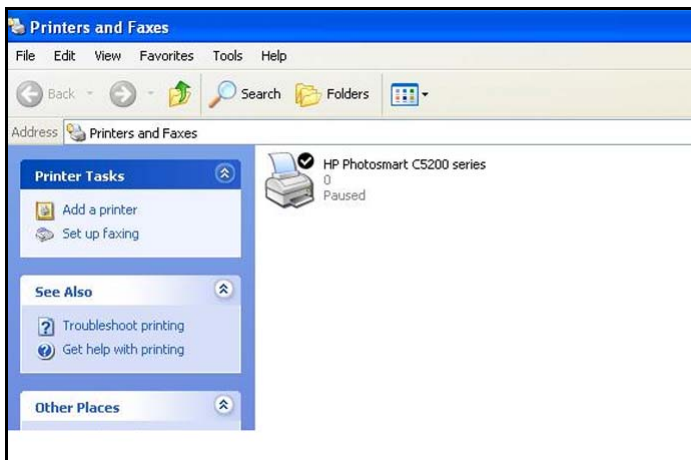 Printers and Faxes
File Edit View Favorites Tools Help
Back Search Folders
Address Printers and Faxes
Printer Tasks
Add a printer
Set up faxing
See Also
Troubleshoot printing
Get help with printing
Other Places
HP Photosmart C5200 series
0
Paused